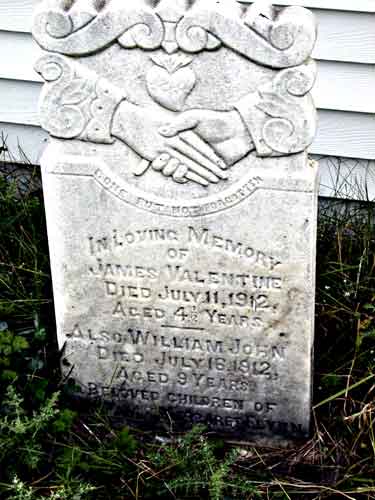 GONE BUT NOT FORGOTTEN
IN LOVING MEMORY
OF
JAMES VALENTINE
DIED JULY 11, 1912.
AGED 4½ YEARS.
ALSO WILLIAM JOHN
DIED JULY 16, 1912,
AGED 9 YEARS
BELOVED CHILDREN OF